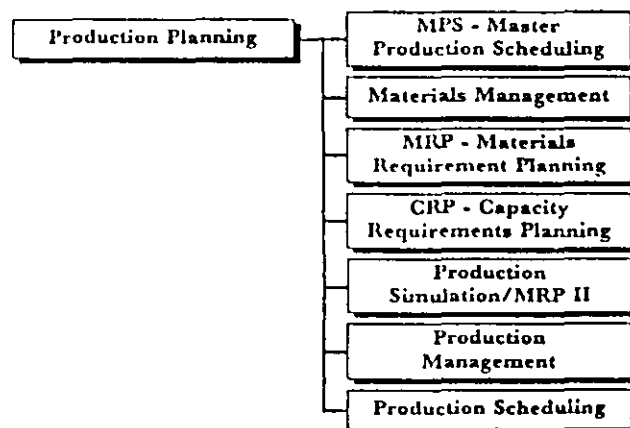 Production Planning
MPS - Master
Production Scheduling
Materials Management
MRP - Materials
Requirement Planning
CRP - Capacity
Requirements Planning
Production
Simulation/MRP II
Production
Management
Production Scheduling